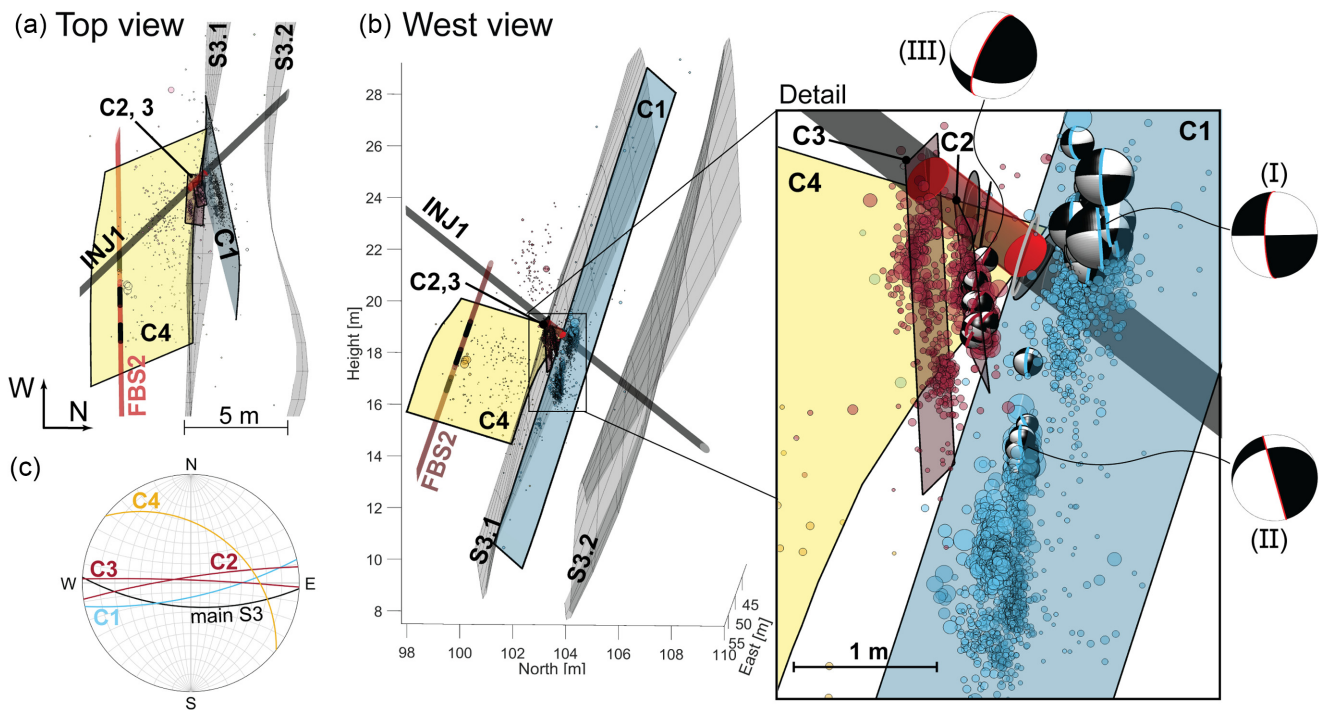 (a) Top view
S3.1
S3.2
C2, 3
INJ1
C1
C4
FBS2
W
N
5 m
(b) West view
28
26
24
22
20
18
16
14
12
10
8
Height [m]
INJ1
C2,3
C1
C4
FBS2
S3.1
S3.2
98
100
102
104
106
108
110
North [m]
45
50
55
East [m]
Detail
C3
C2
C1
C4
1 m
(III)
(I)
(II)
(c)
N
C4
C3
C2
W
E
C1
main S3
S